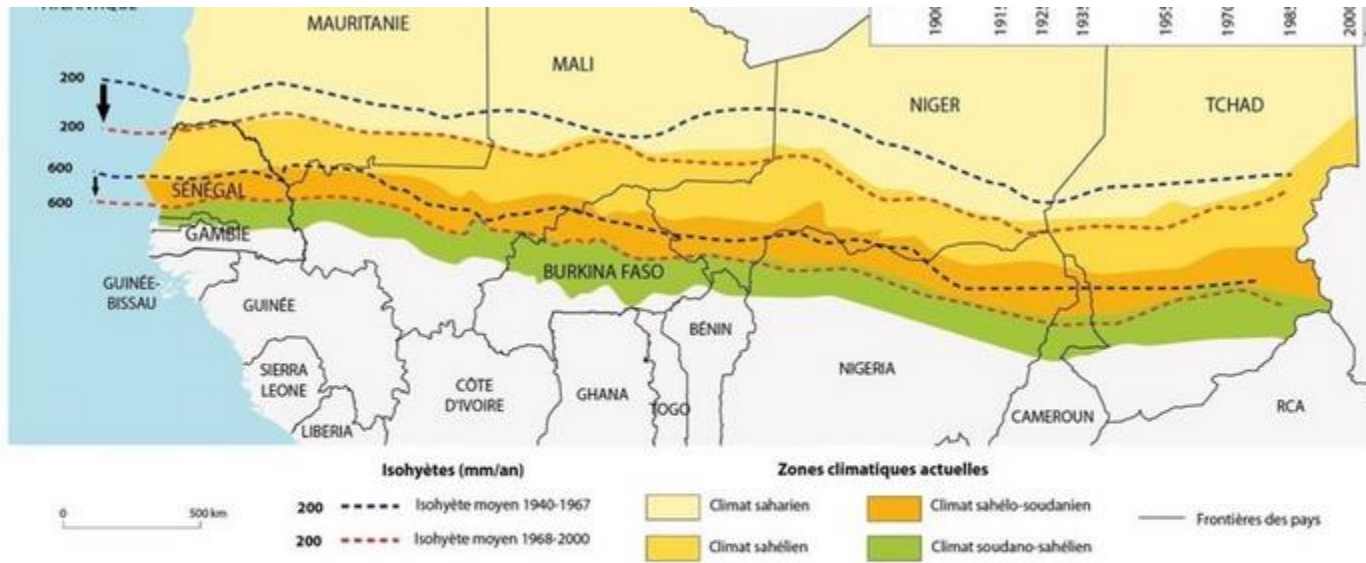 ATLANTIQUE
MAURITANIE
MALI
NIGER
TCHAD
1900
1915
1925
1935
1955
1970
1985
2000
200
200
600
600
SÉNÉGAL
GAMBIE
GUINÉE-
BISSAU
GUINÉE
SIERRA
LEONE
LIBERIA
CÔTE
D'IVOIRE
BURKINA FASO
GHANA
TOGO
BÉNIN
NIGERIA
CAMEROUN
RCA
Isohyètes (mm/an)
Zones climatiques actuelles
0 500 km
200 Isohyète moyen 1940-1967
200 Isohyète moyen 1968-2000
Climat saharien
Climat sahélien
Climat sahélo-soudanien
Climat soudano-sahélien
Frontières des pays